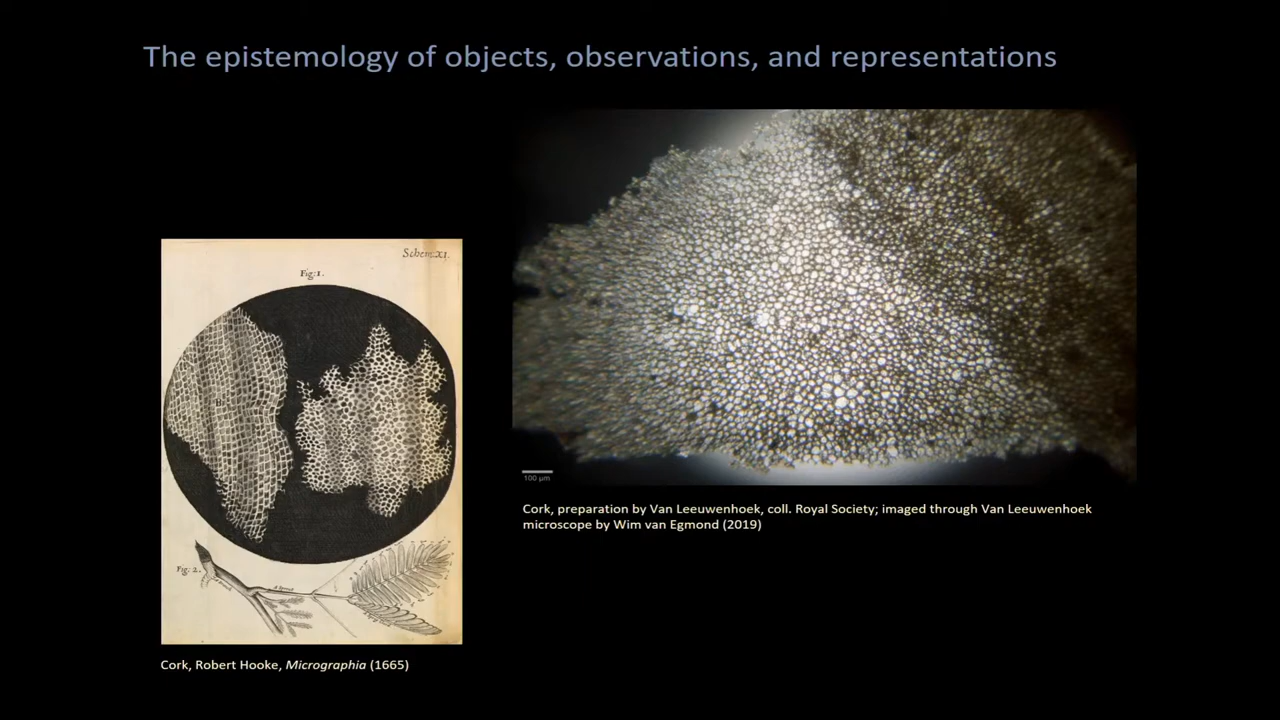 The epistemology of objects, observations, and representations
Schem:XI.
Fig:1.
Fig: 2.
100 µm
Cork, preparation by Van Leeuwenhoek, coll. Royal Society; imaged through Van Leeuwenhoek
microscope by Wim van Egmond (2019)
Cork, Robert Hooke, Micrographia (1665)